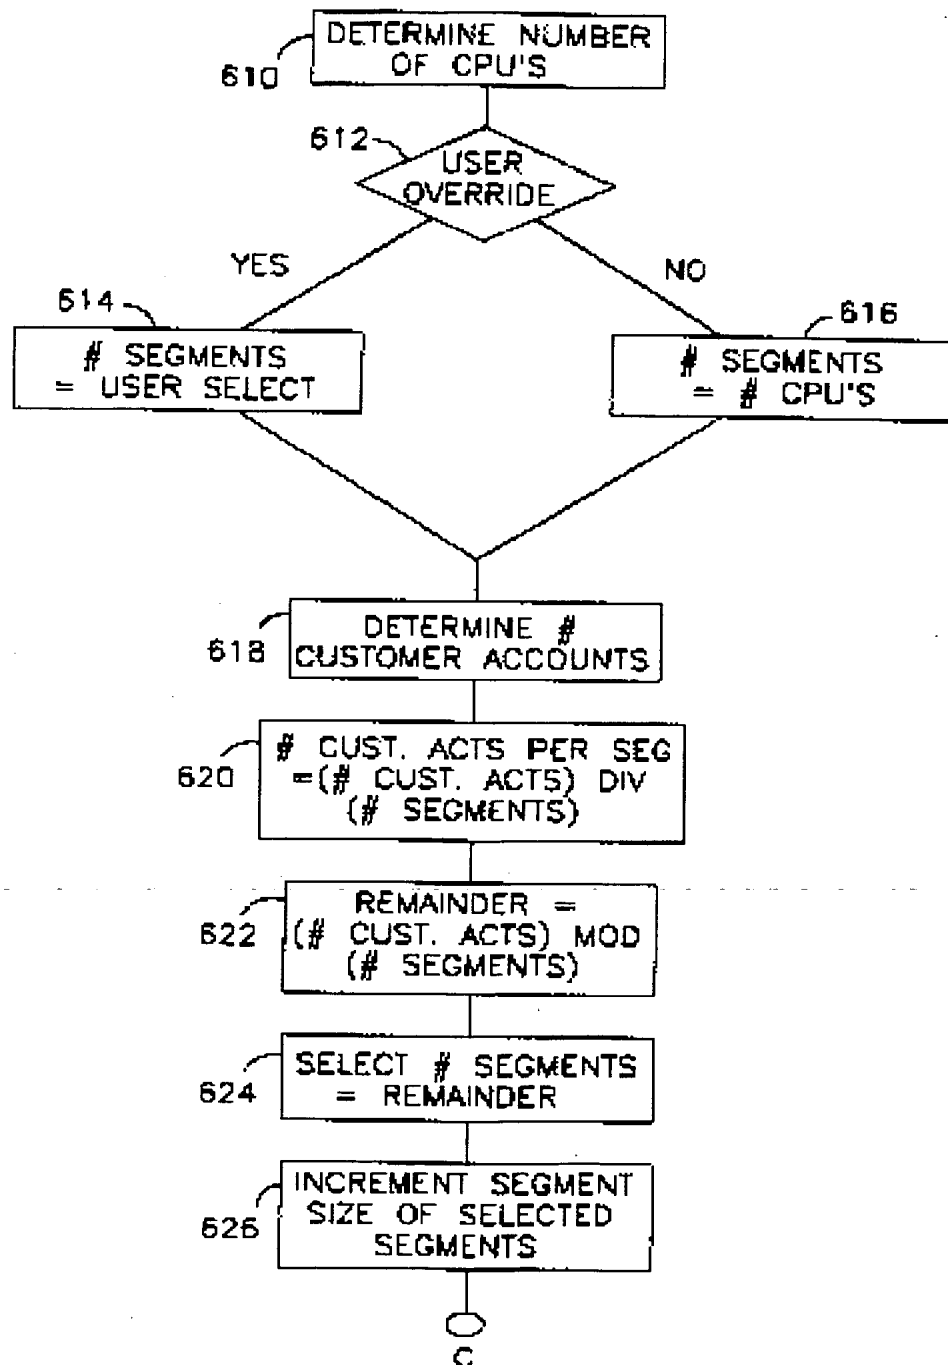 DETERMINE NUMBER
OF CPU'S
610
612
USER
OVERRIDE
YES
NO
614
616
# SEGMENTS
= USER SELECT
# SEGMENTS
= # CPU'S
618
DETERMINE #
CUSTOMER ACCOUNTS
620
# CUST. ACTS PER SEG
=(# CUST. ACTS) DIV
(# SEGMENTS)
622
REMAINDER =
(# CUST. ACTS) MOD
(# SEGMENTS)
624
SELECT # SEGMENTS
= REMAINDER
626
INCREMENT SEGMENT
SIZE OF SELECTED
SEGMENTS
C